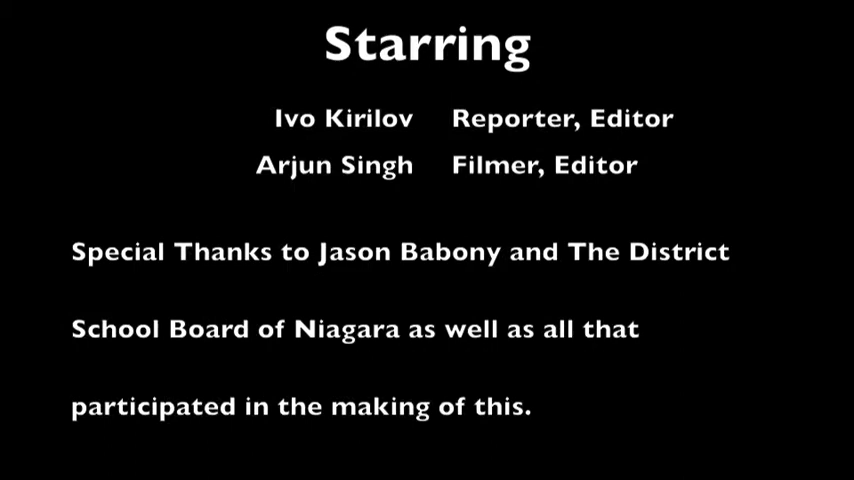 Starring
Ivo Kirilov Reporter, Editor
Arjun Singh Filmer, Editor
Special Thanks to Jason Babony and The District
School Board of Niagara as well as all that
participated in the making of this.